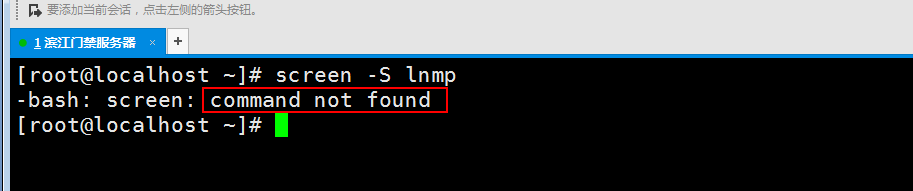 要添加当前会话，点击左侧的箭头按钮。
1 滨江门禁服务器 × +
[root@localhost ~]# screen -S lnmp
-bash: screen: command not found
[root@localhost ~]#